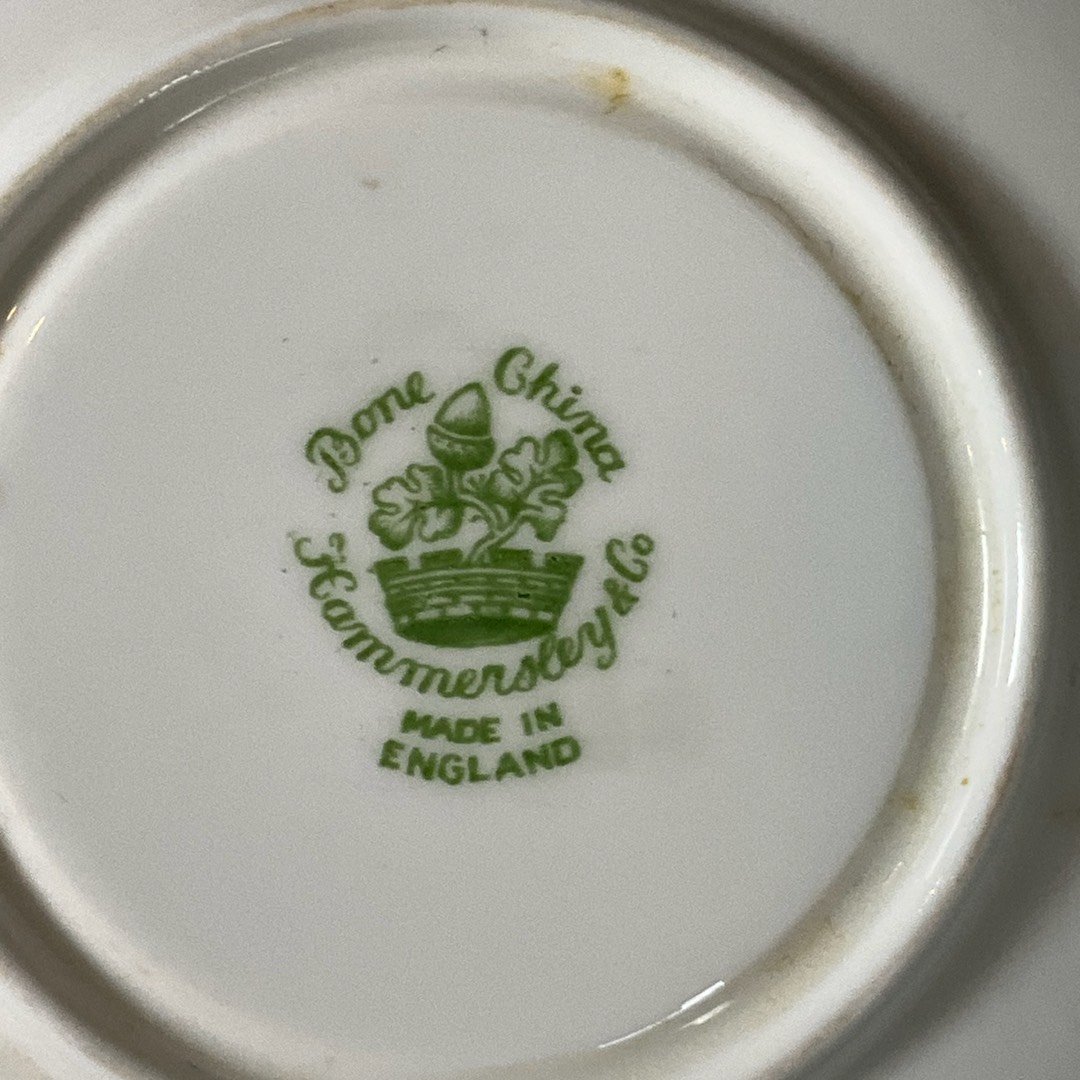 Bone China
Hammersley & Co
MADE IN
ENGLAND